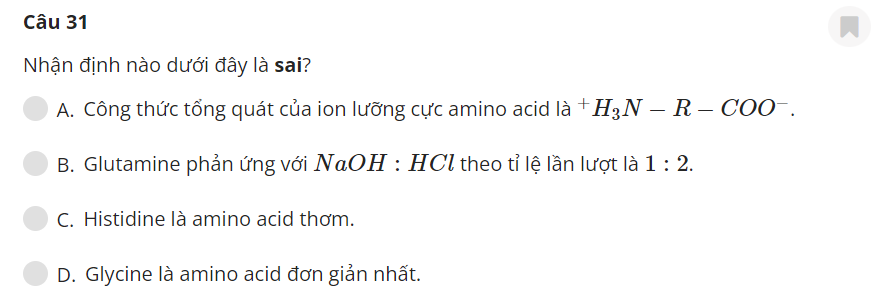 Câu 31
Nhận định nào dưới đây là sai?
A. Công thức tổng quát của ion lưỡng cực amino acid là ⁺H₃N − R − COO⁻.
B. Glutamine phản ứng với NaOH : HCl theo tỉ lệ lần lượt là 1 : 2.
C. Histidine là amino acid thơm.
D. Glycine là amino acid đơn giản nhất.